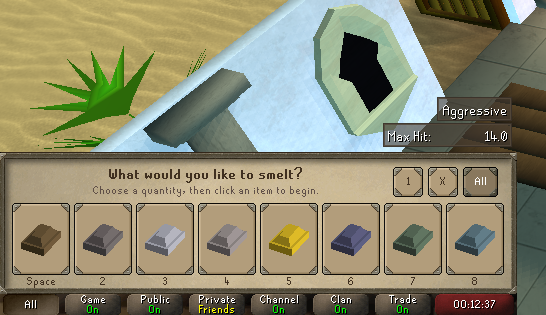 Aggressive
Max Hit: 14.0
What would you like to smelt?
Choose a quantity, then click an item to begin.
1 X All
Space 2 3 4 5 6 7 8
All Game On Public On Private Friends Channel On Clan On Trade On 00:12:37